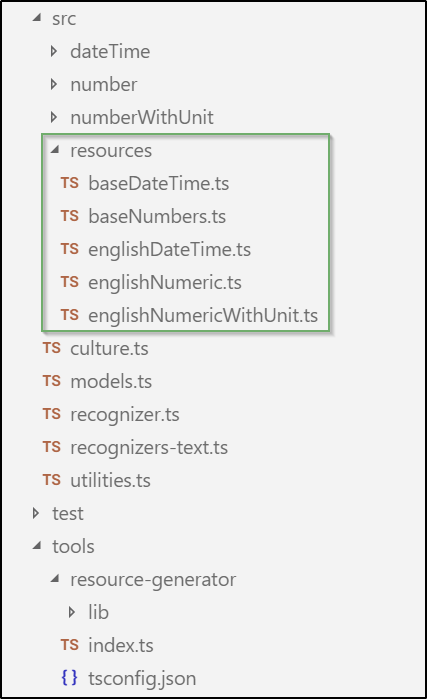 src
dateTime
number
numberWithUnit
resources
TS baseDateTime.ts
TS baseNumbers.ts
TS englishDateTime.ts
TS englishNumeric.ts
TS englishNumericWithUnit.ts
TS culture.ts
TS models.ts
TS recognizer.ts
TS recognizers-text.ts
TS utilities.ts
test
tools
resource-generator
lib
TS index.ts
{ } tsconfig.json